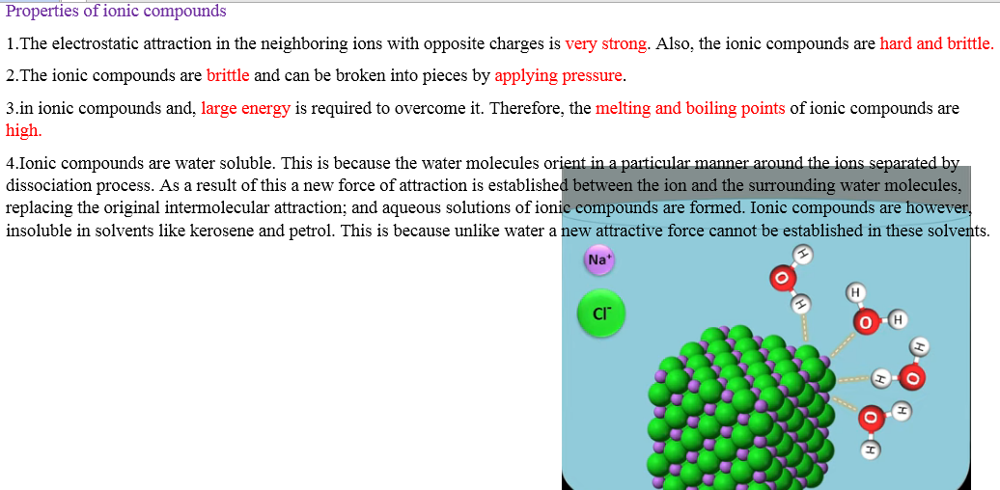 Properties of ionic compounds
1.The electrostatic attraction in the neighboring ions with opposite charges is very strong. Also, the ionic compounds are hard and brittle.
2.The ionic compounds are brittle and can be broken into pieces by applying pressure.
3.in ionic compounds and, large energy is required to overcome it. Therefore, the melting and boiling points of ionic compounds are
high.
4.Ionic compounds are water soluble. This is because the water molecules orient in a particular manner around the ions separated by
dissociation process. As a result of this a new force of attraction is established between the ion and the surrounding water molecules,
replacing the original intermolecular attraction; and aqueous solutions of ionic compounds are formed. Ionic compounds are however,
insoluble in solvents like kerosene and petrol. This is because unlike water a new attractive force cannot be established in these solvents.
Na⁺
Cl⁻
H
O
H
H
O
H
H
H
O
O
H
H